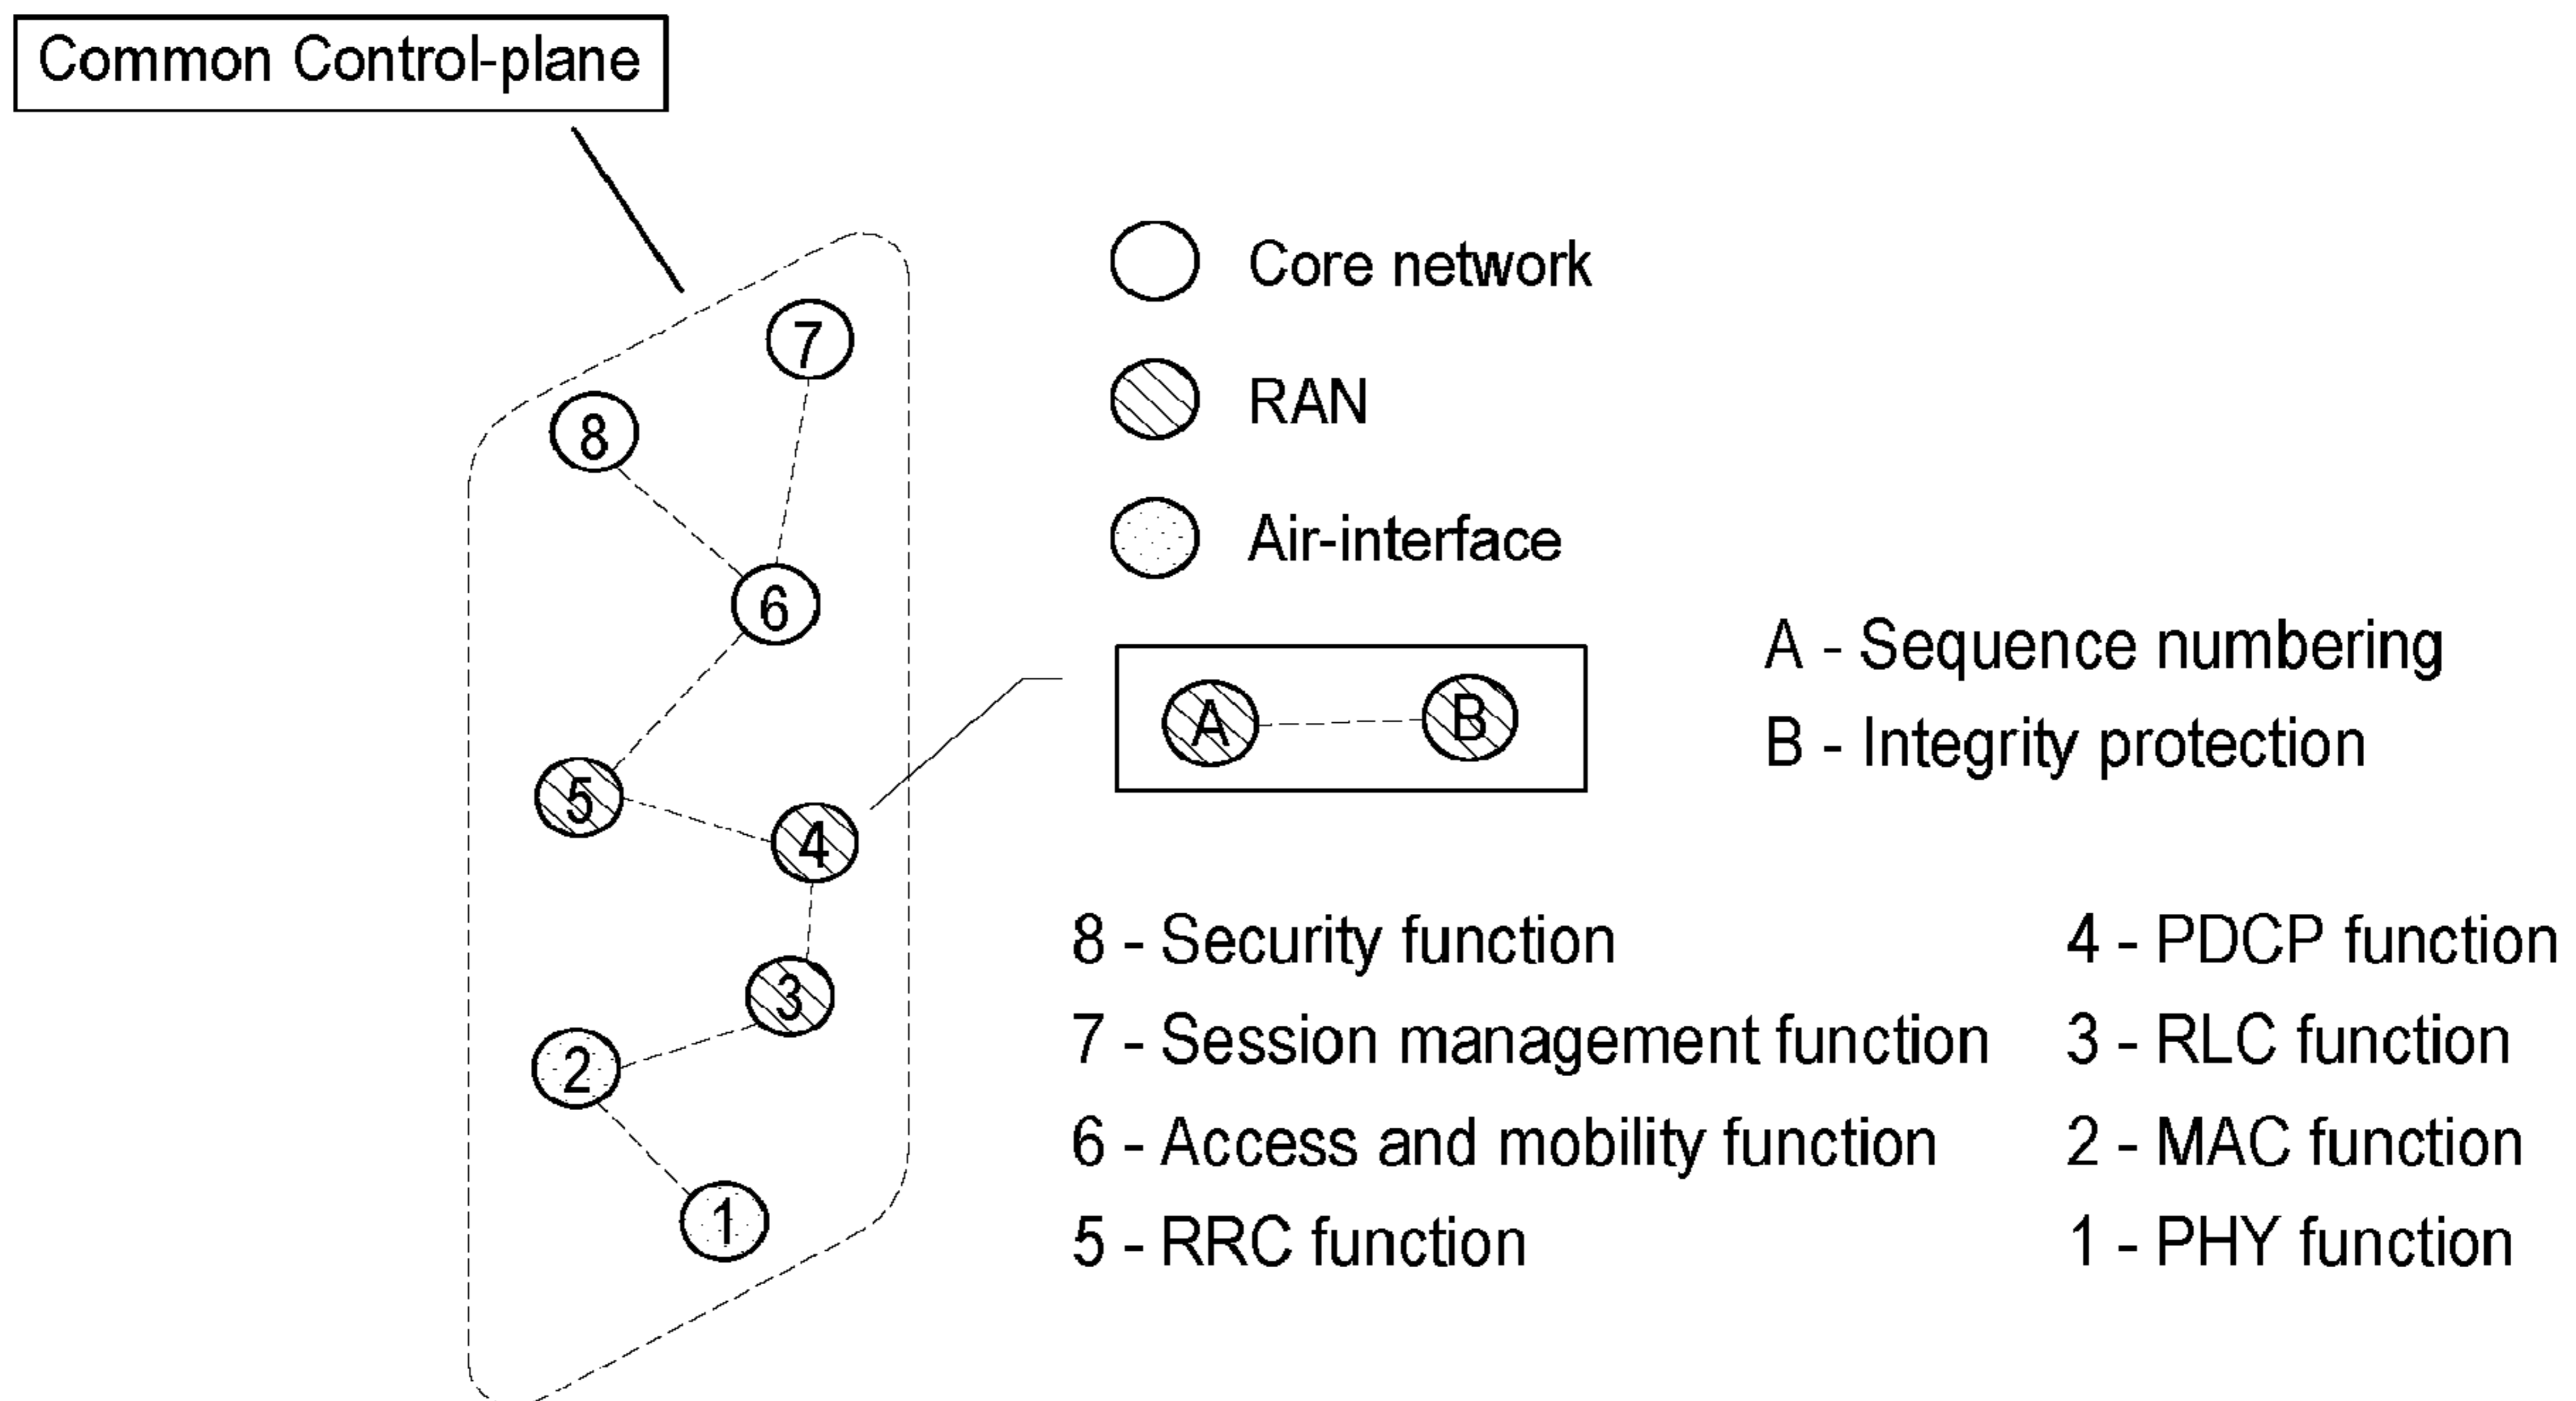 Common Control-plane
7
8
6
5
4
3
2
1
Core network
RAN
Air-interface
A
B
A - Sequence numbering
B - Integrity protection
8 - Security function
7 - Session management function
6 - Access and mobility function
5 - RRC function
4 - PDCP function
3 - RLC function
2 - MAC function
1 - PHY function